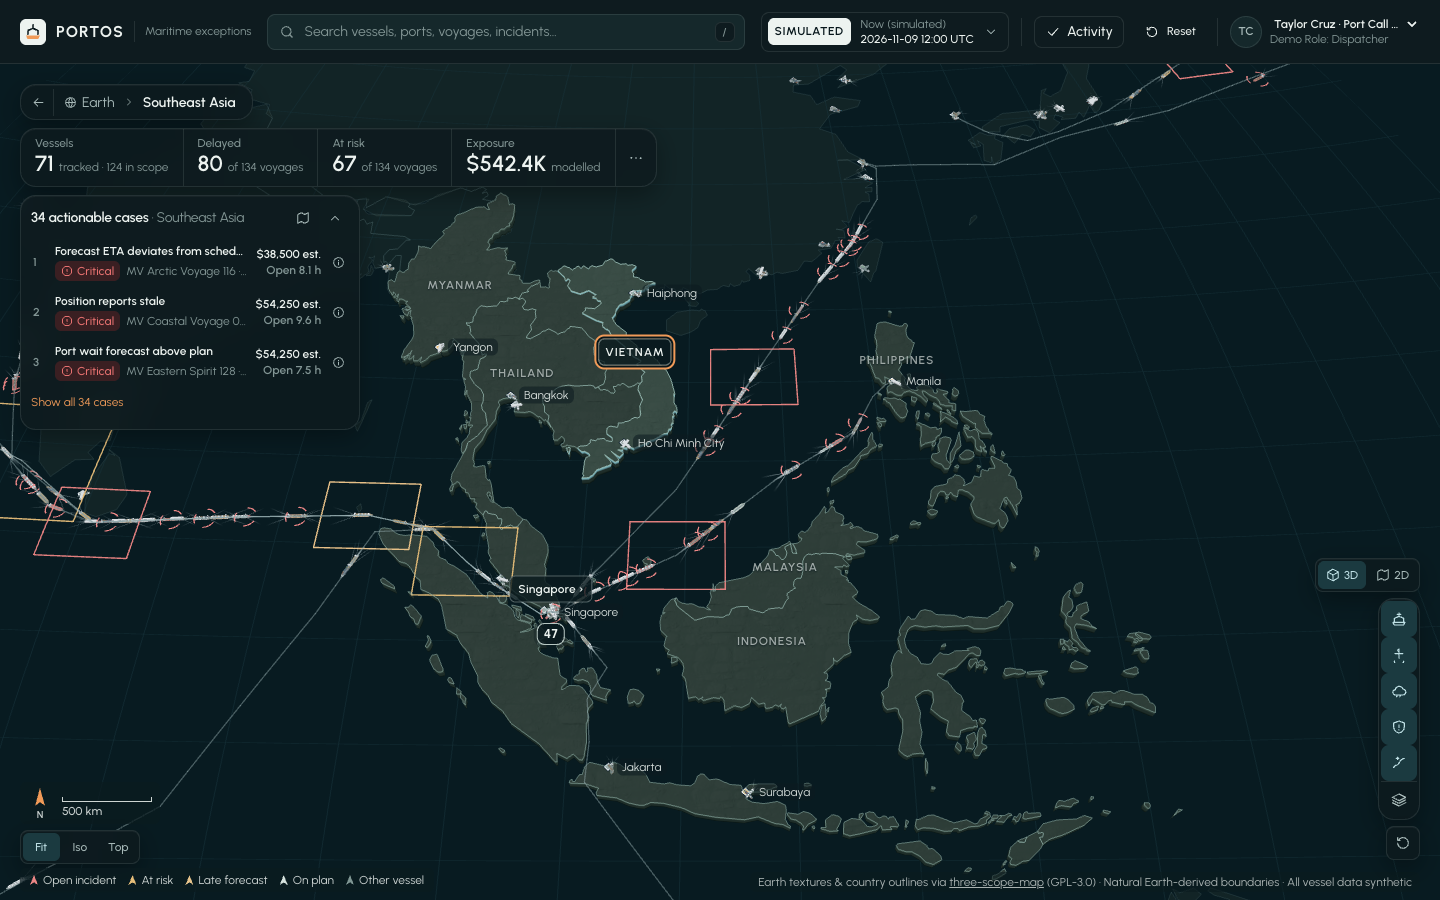 PORTOS
Maritime exceptions
Search vessels, ports, voyages, incidents...
/
SIMULATED
Now (simulated)
2026-11-09 12:00 UTC
Activity
Reset
TC
Taylor Cruz · Port Call ...
Demo Role: Dispatcher
Earth
Southeast Asia
Vessels
71 tracked · 124 in scope
Delayed
80 of 134 voyages
At risk
67 of 134 voyages
Exposure
$542.4K modelled
...
34 actionable cases · Southeast Asia
1
Forecast ETA deviates from sched...
$38,500 est.
Critical
MV Arctic Voyage 116 ·...
Open 8.1 h
2
Position reports stale
$54,250 est.
Critical
MV Coastal Voyage 0...
Open 9.6 h
3
Port wait forecast above plan
$54,250 est.
Critical
MV Eastern Spirit 128 ·...
Open 7.5 h
Show all 34 cases
MYANMAR
Haiphong
Yangon
VIETNAM
THAILAND
PHILIPPINES
Manila
Bangkok
Ho Chi Minh City
MALAYSIA
Singapore ›
Singapore
47
INDONESIA
Jakarta
Surabaya
3D
2D
N
500 km
Fit
Iso
Top
Open incident
At risk
Late forecast
On plan
Other vessel
Earth textures & country outlines via three-scope-map (GPL-3.0) · Natural Earth-derived boundaries · All vessel data synthetic